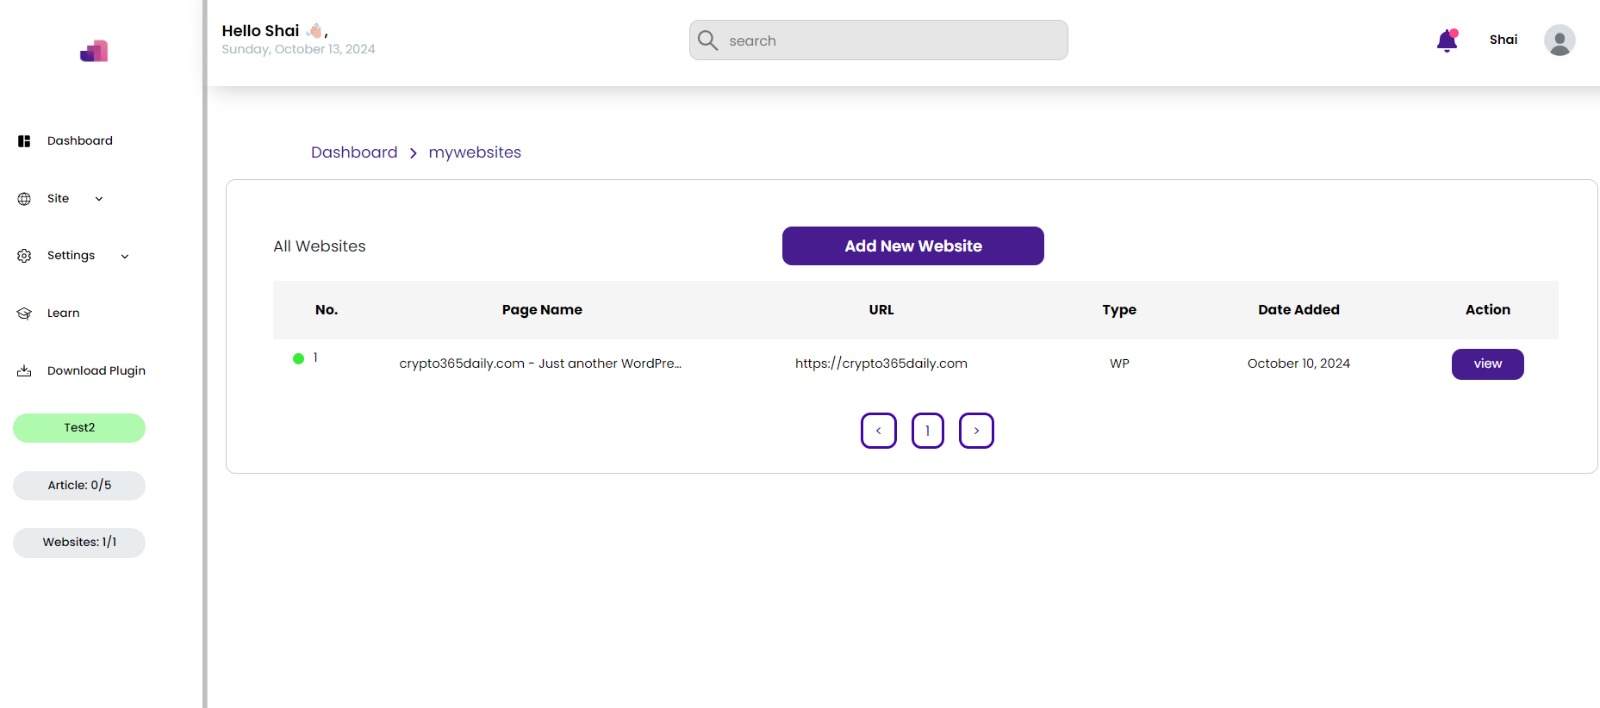 Hello Shai 👋🏻,
Sunday, October 13, 2024
search
Shai
Dashboard
Site
Settings
Learn
Download Plugin
Test2
Article: 0/5
Websites: 1/1
Dashboard > mywebsites
All Websites
Add New Website
No. Page Name URL Type Date Added Action
1 crypto365daily.com - Just another WordPre... https://crypto365daily.com WP October 10, 2024 view
< 1 >